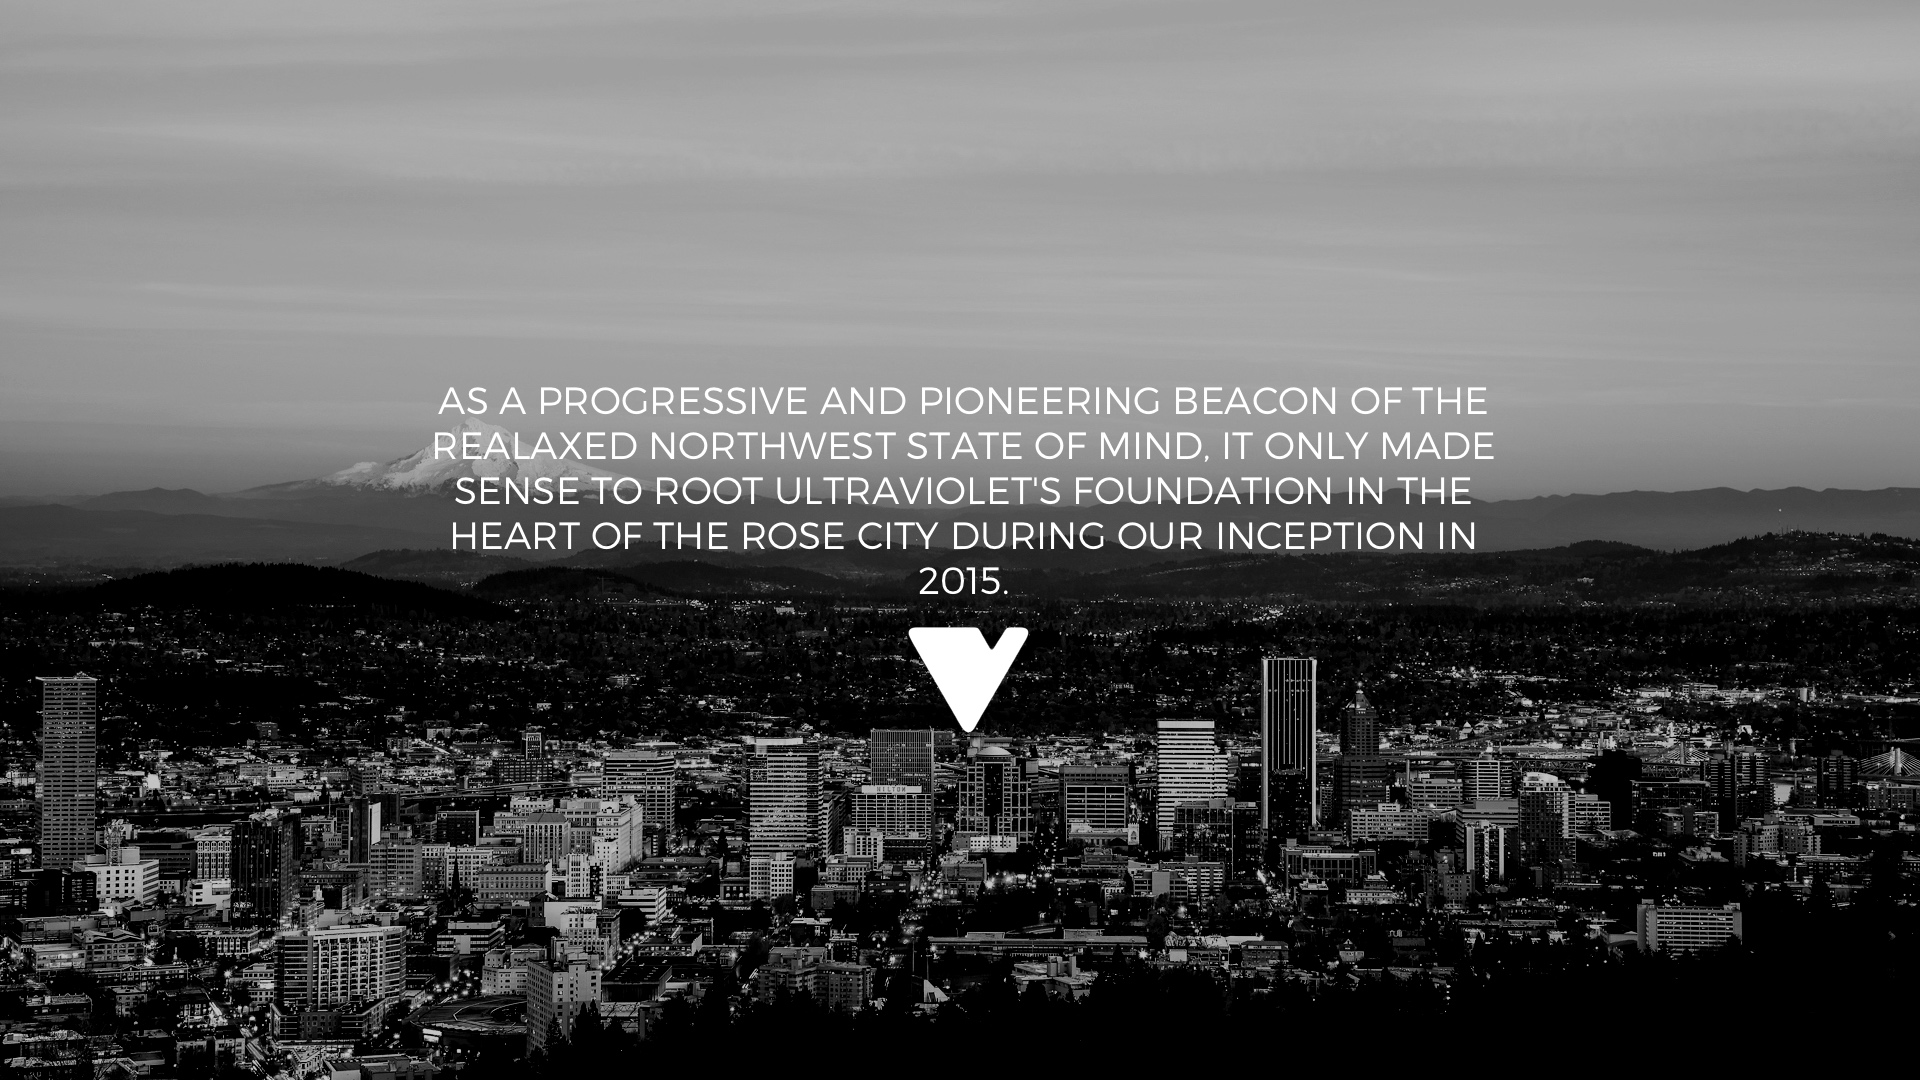 AS A PROGRESSIVE AND PIONEERING BEACON OF THE
REALAXED NORTHWEST STATE OF MIND, IT ONLY MADE
SENSE TO ROOT ULTRAVIOLET'S FOUNDATION IN THE
HEART OF THE ROSE CITY DURING OUR INCEPTION IN
2015.
HILTON